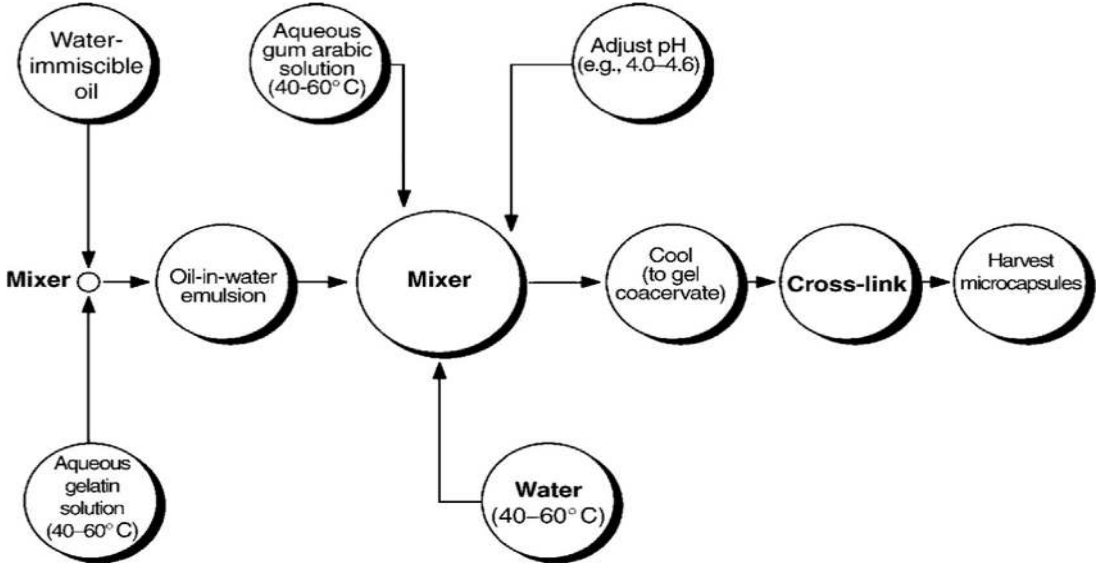 Water-
immiscible
oil
Aqueous
gum arabic
solution
(40-60°C)
Adjust pH
(e.g., 4.0–4.6)
Mixer
Oil-in-water
emulsion
Mixer
Cool
(to gel
coacervate)
Cross-link
Harvest
microcapsules
Aqueous
gelatin
solution
(40–60°C)
Water
(40–60°C)